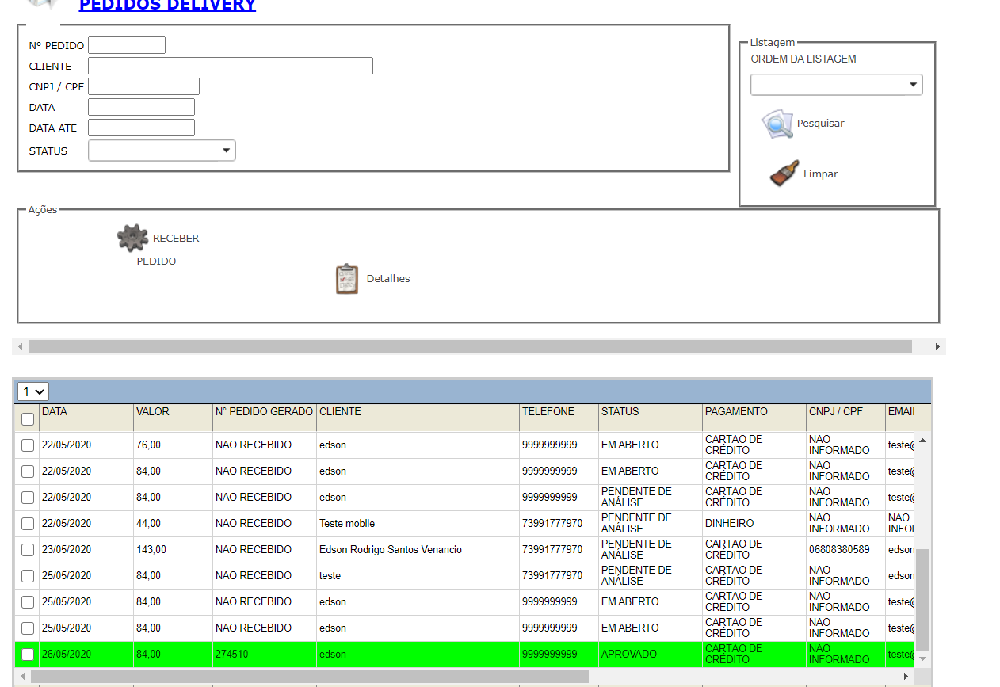 PEDIDOS DELIVERY
Nº PEDIDO
CLIENTE
CNPJ / CPF
DATA
DATA ATE
STATUS
Listagem
ORDEM DA LISTAGEM
Pesquisar
Limpar
Ações
RECEBER
PEDIDO
Detalhes
1
DATA VALOR N° PEDIDO GERADO CLIENTE TELEFONE STATUS PAGAMENTO CNPJ / CPF EMAI
22/05/2020 76,00 NAO RECEBIDO edson 9999999999 EM ABERTO CARTAO DE CRÉDITO NAO INFORMADO teste@
22/05/2020 84,00 NAO RECEBIDO edson 9999999999 EM ABERTO CARTAO DE CRÉDITO NAO INFORMADO teste@
22/05/2020 84,00 NAO RECEBIDO edson 9999999999 PENDENTE DE ANÁLISE CARTAO DE CRÉDITO NAO INFORMADO teste@
22/05/2020 44,00 NAO RECEBIDO Teste mobile 73991777970 PENDENTE DE ANÁLISE DINHEIRO NAO INFORMADO NAO INFOR
23/05/2020 143,00 NAO RECEBIDO Edson Rodrigo Santos Venancio 73991777970 PENDENTE DE ANÁLISE CARTAO DE CRÉDITO 06808380589 edson
25/05/2020 84,00 NAO RECEBIDO teste 73991777970 PENDENTE DE ANÁLISE CARTAO DE CRÉDITO NAO INFORMADO edson
25/05/2020 84,00 NAO RECEBIDO edson 9999999999 EM ABERTO CARTAO DE CRÉDITO NAO INFORMADO teste@
25/05/2020 84,00 NAO RECEBIDO edson 9999999999 EM ABERTO CARTAO DE CRÉDITO NAO INFORMADO teste@
26/05/2020 84,00 274510 edson 9999999999 APROVADO CARTAO DE CRÉDITO NAO INFORMADO teste@